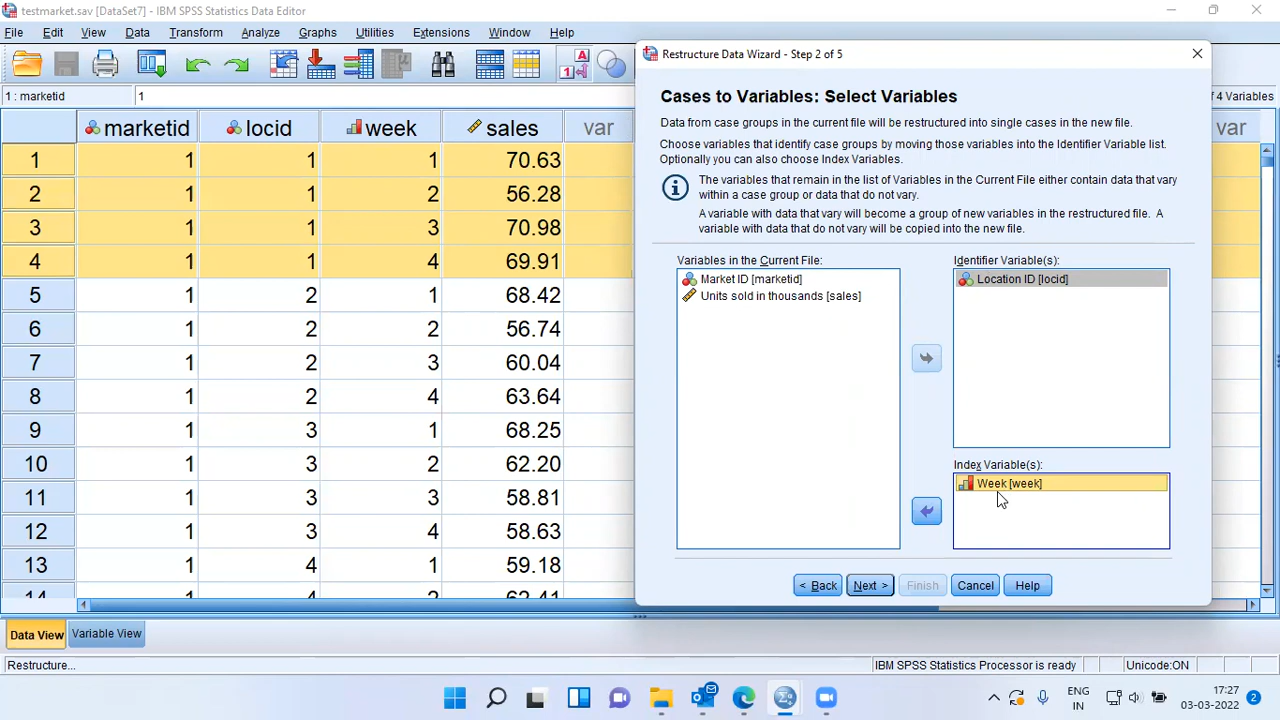 testmarket.sav [DataSet7] - IBM SPSS Statistics Data Editor
File Edit View Data Transform Analyze Graphs Utilities Extensions Window Help
1 : marketid 1 of 4 Variables
marketid locid week sales var var
1 1 1 1 70.63
2 1 1 2 56.28
3 1 1 3 70.98
4 1 1 4 69.91
5 1 2 1 68.42
6 1 2 2 56.74
7 1 2 3 60.04
8 1 2 4 63.64
9 1 3 1 68.25
10 1 3 2 62.20
11 1 3 3 58.81
12 1 3 4 58.63
13 1 4 1 59.18
14 1 4 2 62.41
Restructure Data Wizard - Step 2 of 5
Cases to Variables: Select Variables
Data from case groups in the current file will be restructured into single cases in the new file.
Choose variables that identify case groups by moving those variables into the Identifier Variable list.
Optionally you can also choose Index Variables.
The variables that remain in the list of Variables in the Current File either contain data that vary
within a case group or data that do not vary.
A variable with data that vary will become a group of new variables in the restructured file. A
variable with data that do not vary will be copied into the new file.
Variables in the Current File:
Market ID [marketid]
Units sold in thousands [sales]
Identifier Variable(s):
Location ID [locid]
Index Variable(s):
Week [week]
< Back Next > Finish Cancel Help
Data View Variable View
Restructure... IBM SPSS Statistics Processor is ready Unicode:ON
ENG
IN
17:27
03-03-2022
2